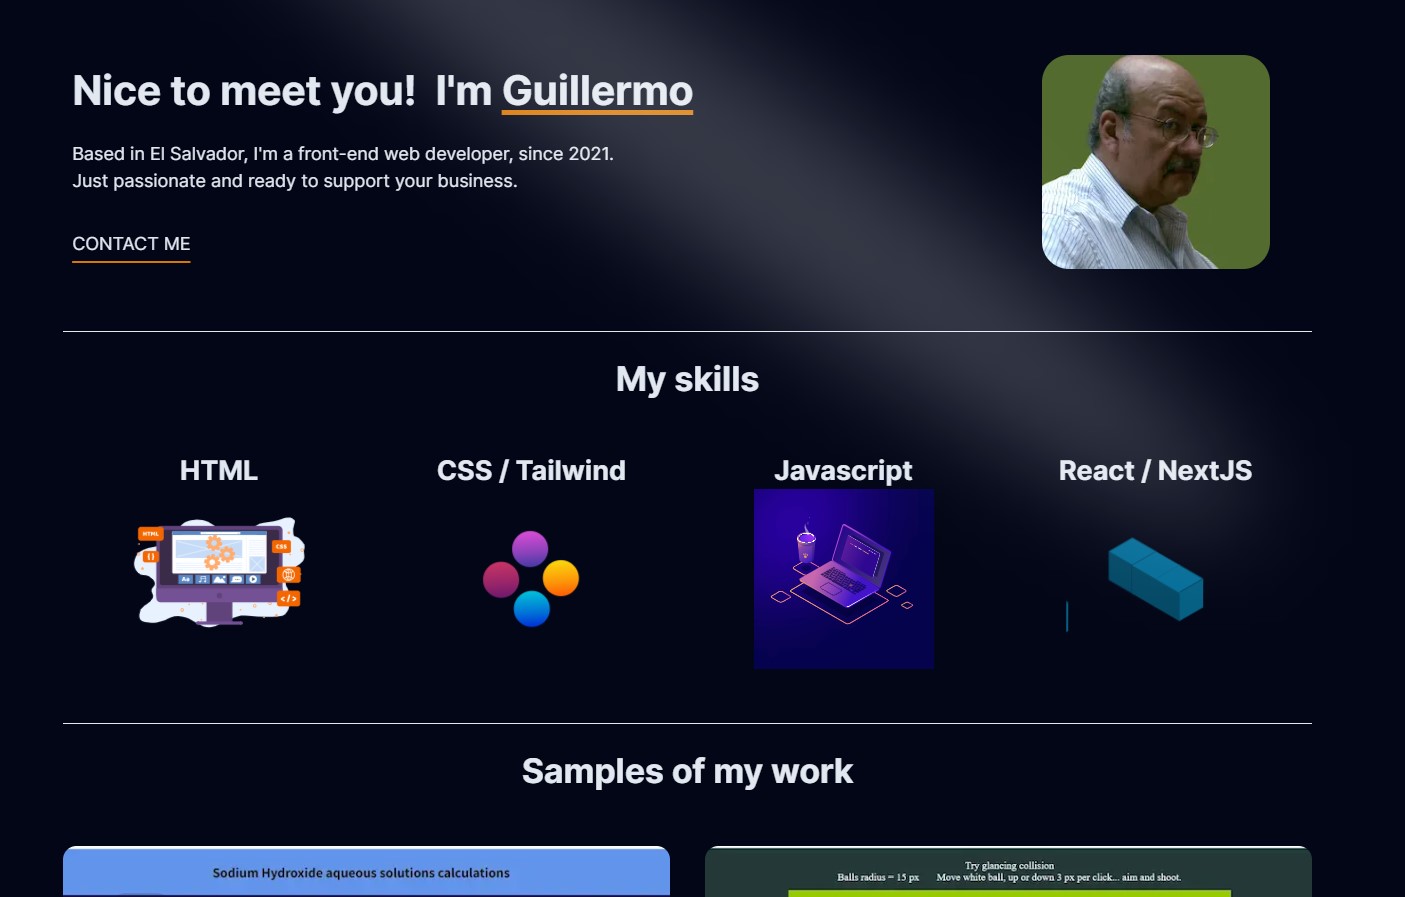 Nice to meet you! I'm Guillermo
Based in El Salvador, I'm a front-end web developer, since 2021.
Just passionate and ready to support your business.
CONTACT ME
My skills
HTML
CSS / Tailwind
Javascript
React / NextJS
HTML
CSS
{}
Aa
</>
Samples of my work
Sodium Hydroxide aqueous solutions calculations
Try glancing collision
Balls radius = 15 px Move white ball, up or down 3 px per click... aim and shoot.